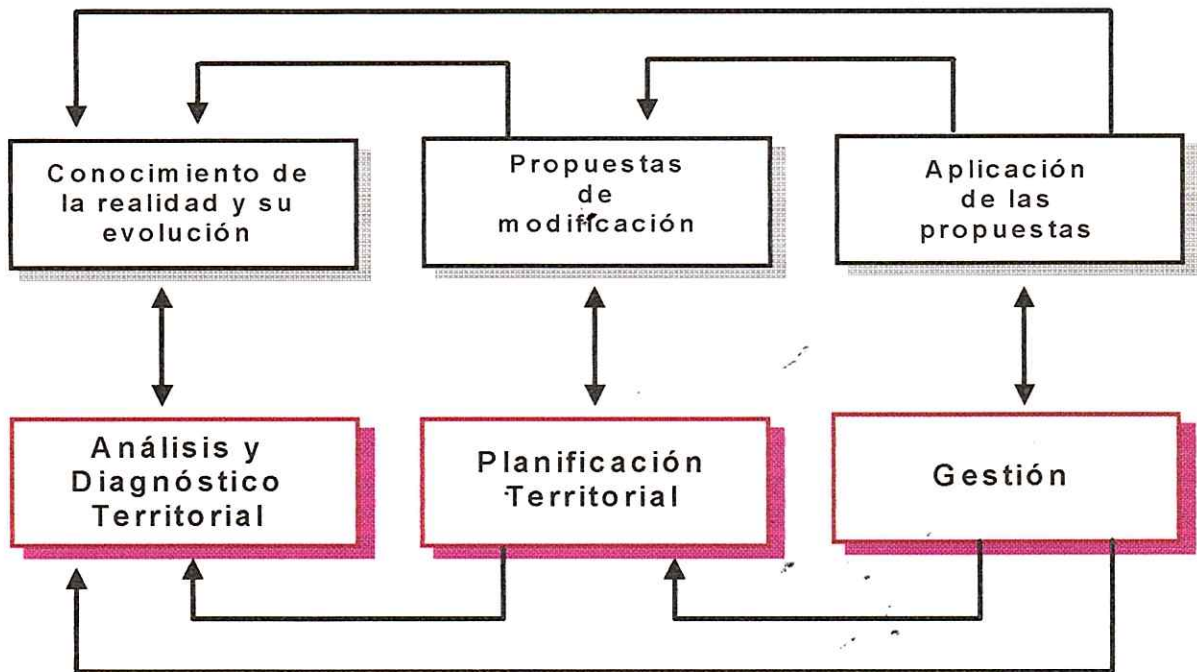 Conocimiento de
la realidad y su
evolución
Propuestas
de
modificación
Aplicación
de las
propuestas
Análisis y
Diagnóstico
Territorial
Planificación
Territorial
Gestión